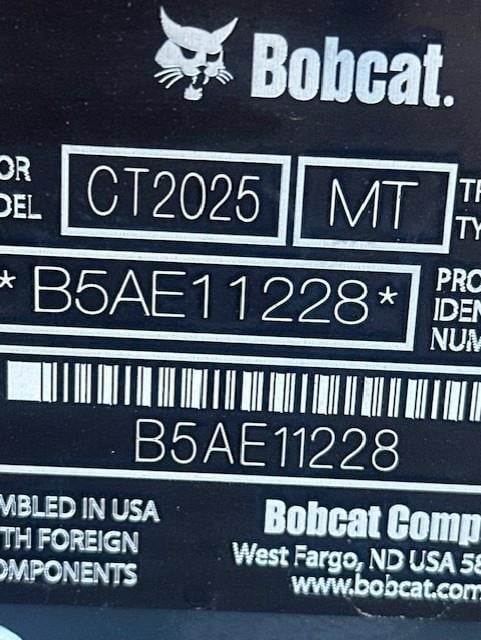 Bobcat.
OR
DEL
CT2025
MT
TR
TY
*B5AE11228*
PRO
IDEN
NUM
B5AE11228
MBLED IN USA
TH FOREIGN
OMPONENTS
Bobcat Comp
West Fargo, ND USA 58
www.bobcat.com